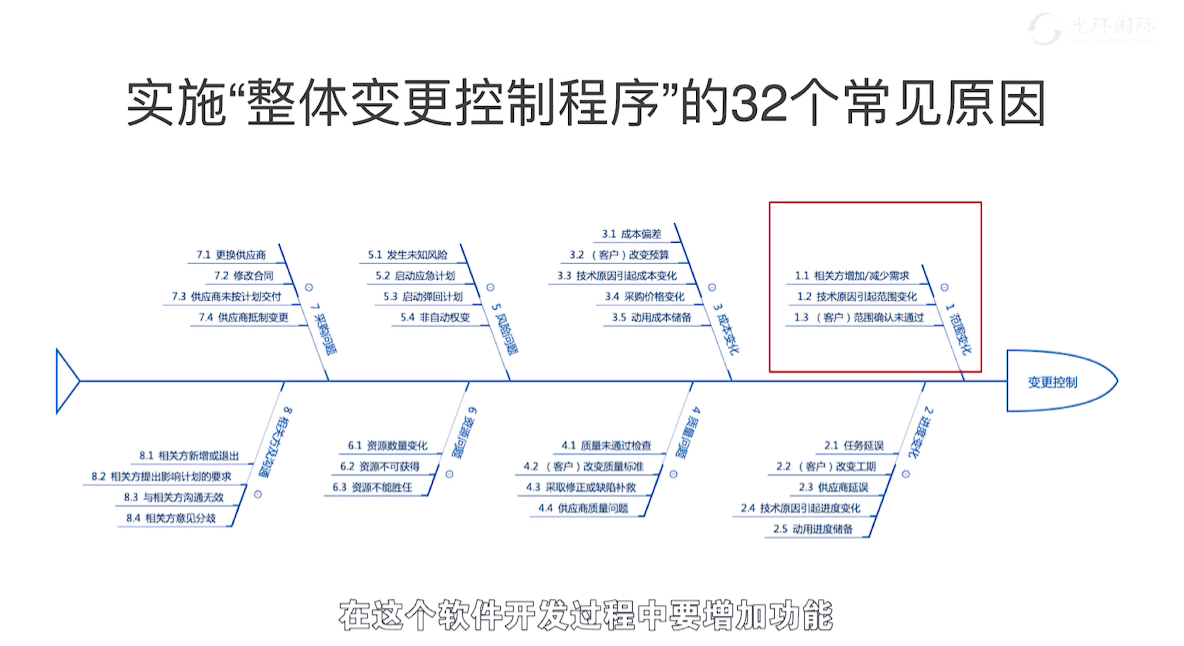 光环国际
实施“整体变更控制程序”的32个常见原因
7.1 更换供应商
7.2 修改合同
7.3 供应商未按计划交付
7.4 供应商抵制变更
7 采购问题
5.1 发生未知风险
5.2 启动应急计划
5.3 启动弹回计划
5.4 非自动权变
5 风险问题
3.1 成本偏差
3.2 （客户）改变预算
3.3 技术原因引起成本变化
3.4 采购价格变化
3.5 动用成本储备
3 成本变化
1.1 相关方增加/减少需求
1.2 技术原因引起范围变化
1.3 （客户）范围确认未通过
1 范围变化
变更控制
8 相关方及沟通
8.1 相关方新增或退出
8.2 相关方提出影响计划的要求
8.3 与相关方沟通无效
8.4 相关方意见分歧
6 资源问题
6.1 资源数量变化
6.2 资源不可获得
6.3 资源不能胜任
4 质量问题
4.1 质量未通过检查
4.2 （客户）改变质量标准
4.3 采取修正或缺陷补救
4.4 供应商质量问题
2 进度变化
2.1 任务延误
2.2 （客户）改变工期
2.3 供应商延误
2.4 技术原因引起进度变化
2.5 动用进度储备
在这个软件开发过程中要增加功能